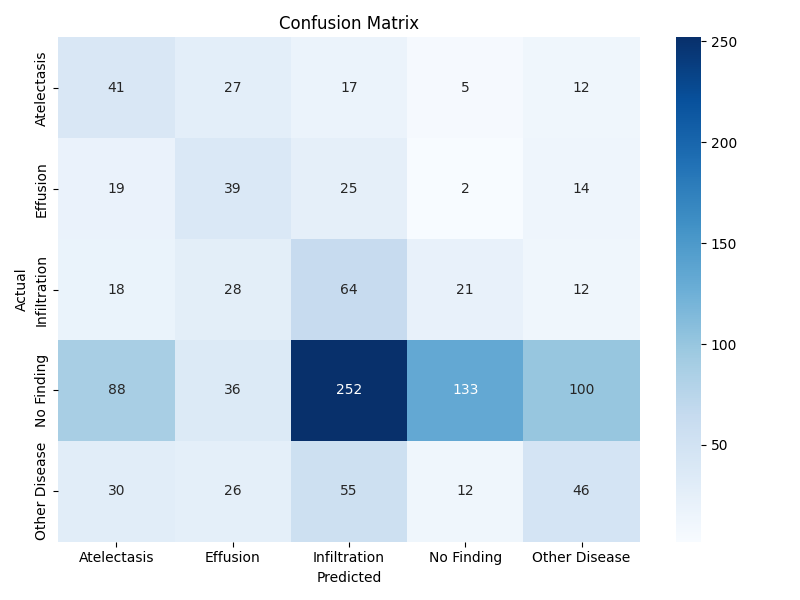 Confusion Matrix
Atelectasis 41 27 17 5 12
Effusion 19 39 25 2 14
Infiltration 18 28 64 21 12
No Finding 88 36 252 133 100
Other Disease 30 26 55 12 46
Actual
Atelectasis Effusion Infiltration No Finding Other Disease
Predicted
250
200
150
100
50